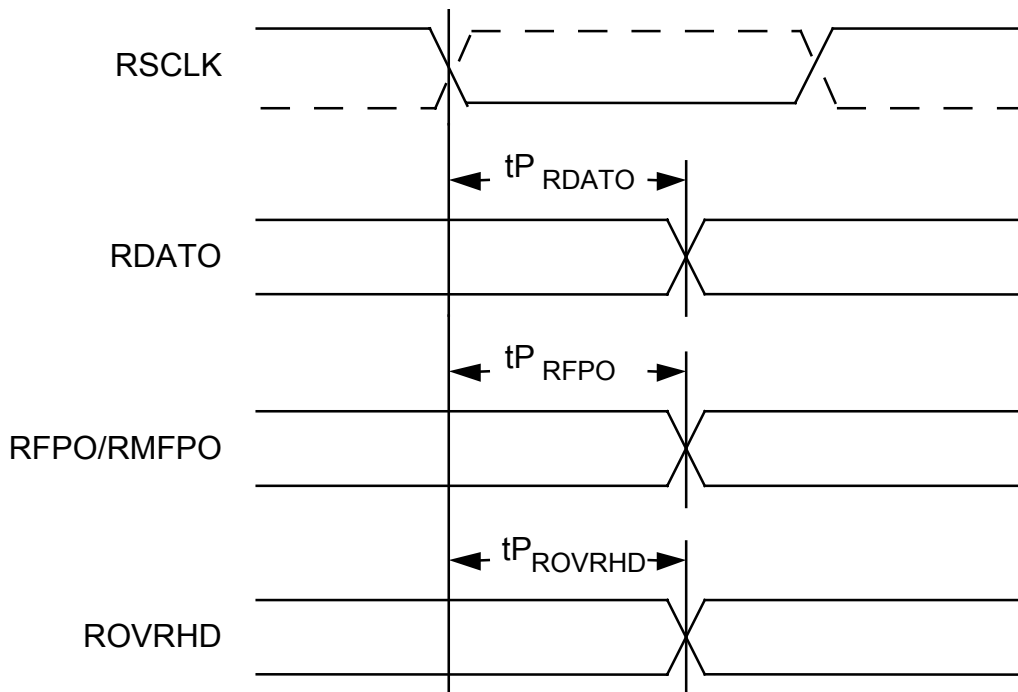 RSCLK
tP RDATO
RDATO
tP RFPO
RFPO/RMFPO
tP ROVRHD
ROVRHD